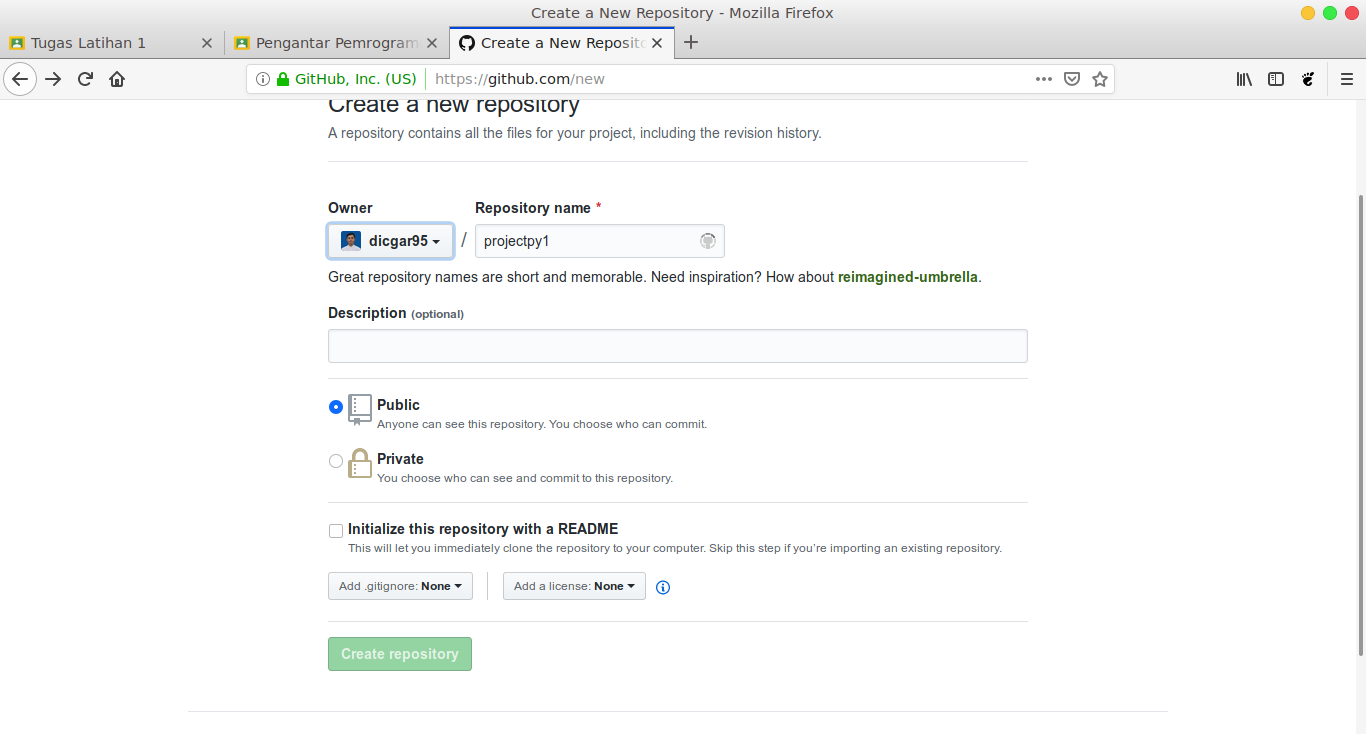 Create a New Repository - Mozilla Firefox
Tugas Latihan 1
Pengantar Pemrogram
Create a New Reposito
GitHub, Inc. (US)
https://github.com/new
Create a new repository
A repository contains all the files for your project, including the revision history.
Owner
Repository name *
dicgar95
/
projectpy1
Great repository names are short and memorable. Need inspiration? How about reimagined-umbrella.
Description (optional)
Public
Anyone can see this repository. You choose who can commit.
Private
You choose who can see and commit to this repository.
Initialize this repository with a README
This will let you immediately clone the repository to your computer. Skip this step if you’re importing an existing repository.
Add .gitignore: None
Add a license: None
Create repository